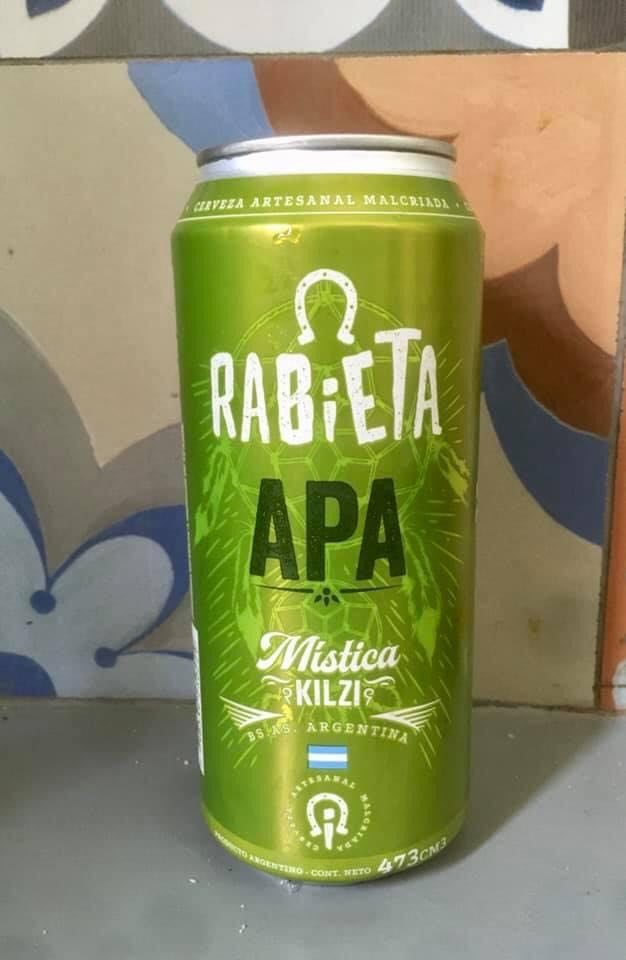 CERVEZA ARTESANAL MALCRIADA
RABiETA
APA
Mistica
KILZI
BS.AS. ARGENTINA
CERVEZA ARTESANAL MALCRIADA
PRODUCTO ARGENTINO - CONT. NETO 473CM3